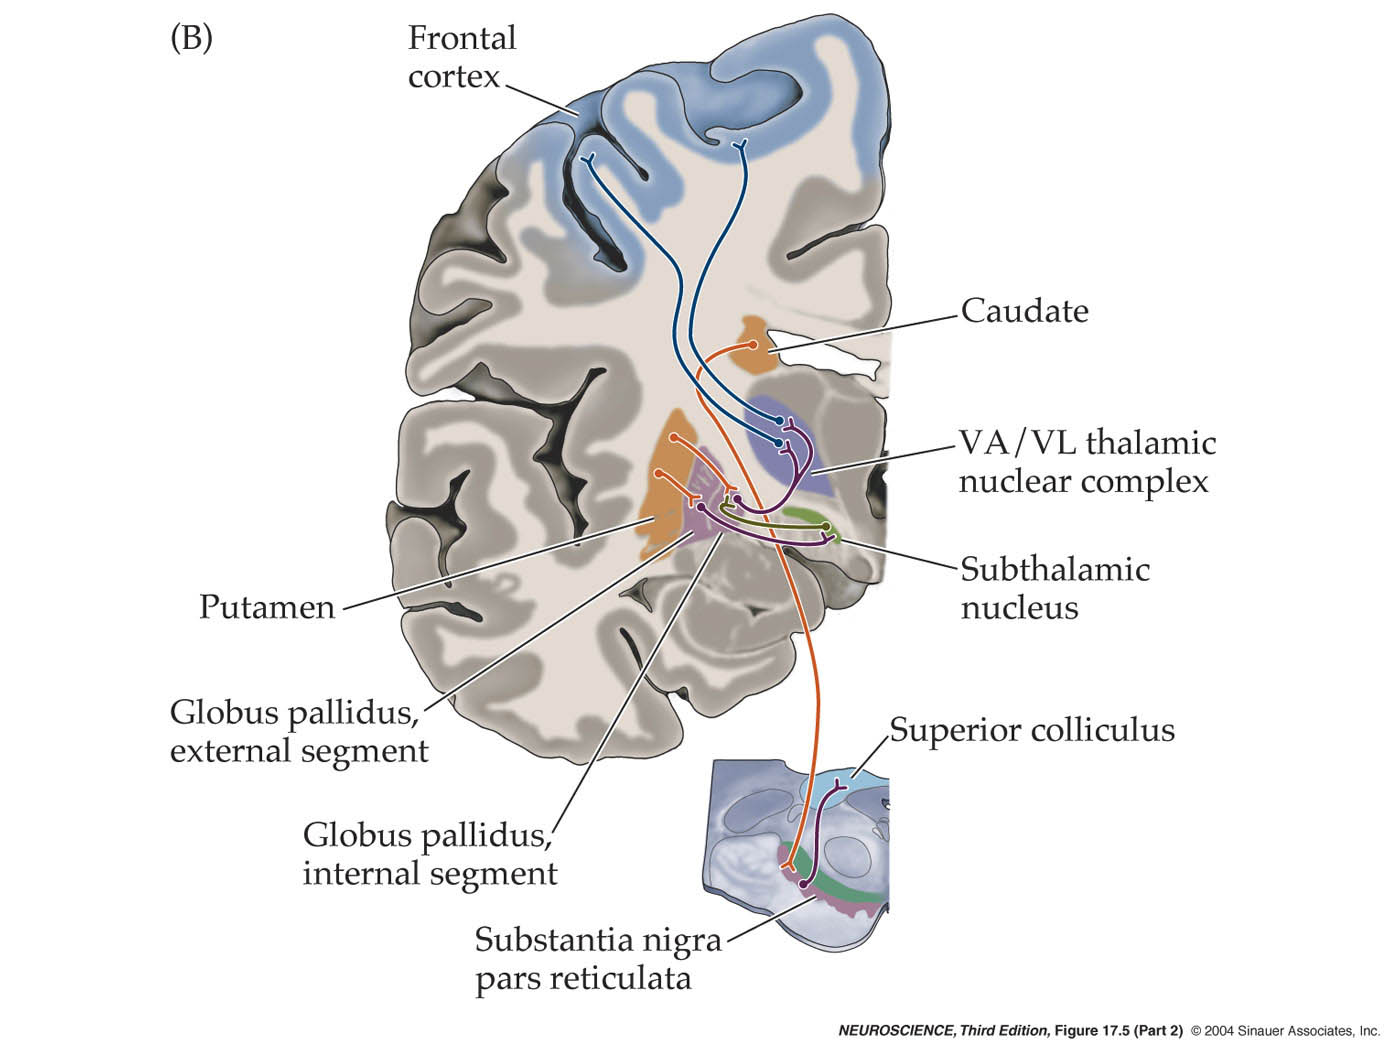 (B)
Frontal
cortex
Caudate
VA/VL thalamic
nuclear complex
Subthalamic
nucleus
Putamen
Globus pallidus,
external segment
Superior colliculus
Globus pallidus,
internal segment
Substantia nigra
pars reticulata
NEUROSCIENCE, Third Edition, Figure 17.5 (Part 2) © 2004 Sinauer Associates, Inc.